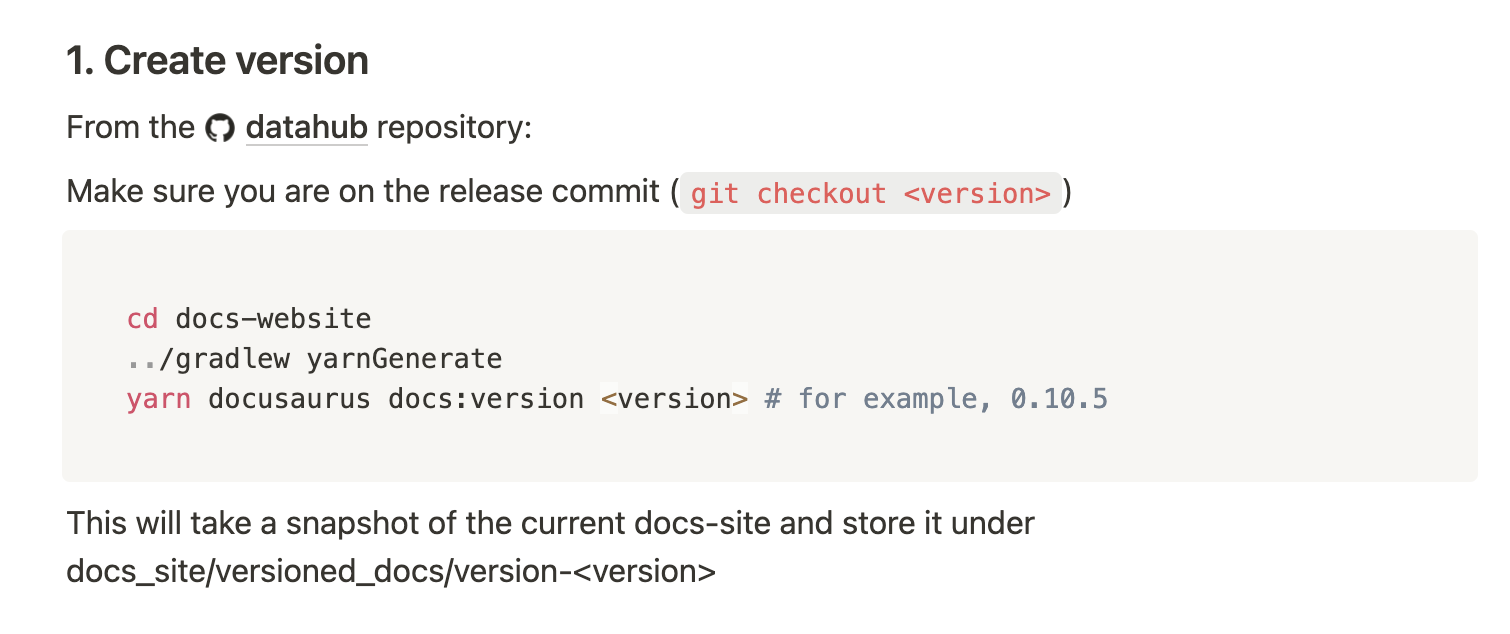 1. Create version
From the datahub repository:
Make sure you are on the release commit ( git checkout <version> )
cd docs-website
../gradlew yarnGenerate
yarn docusaurus docs:version <version> # for example, 0.10.5
This will take a snapshot of the current docs-site and store it under
docs_site/versioned_docs/version-<version>